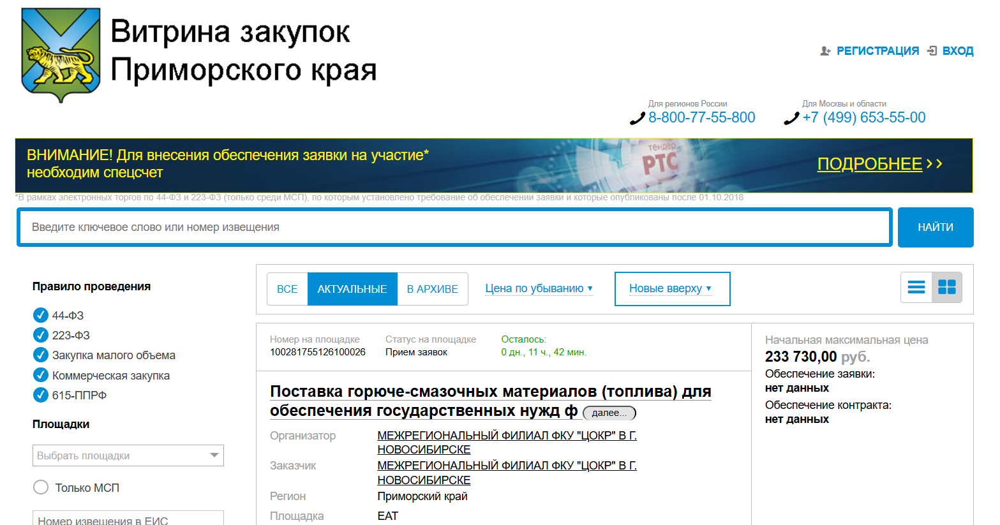 Витрина закупок
Приморского края
РЕГИСТРАЦИЯ ВХОД
Для регионов России
8-800-77-55-800
Для Москвы и области
+7 (499) 653-55-00
ВНИМАНИЕ! Для внесения обеспечения заявки на участие*
необходим спецсчет
тендер
РТС
ПОДРОБНЕЕ >>
*В рамках электронных торгов по 44-ФЗ и 223-ФЗ (только среди МСП), по которым установлено требование об обеспечении заявки и которые опубликованы после 01.10.2018
Введите ключевое слово или номер извещения
НАЙТИ
Правило проведения
44-ФЗ
223-ФЗ
Закупка малого объема
Коммерческая закупка
615-ППРФ
Площадки
Выбрать площадки
Только МСП
Номер извещения в ЕИС
ВСЕ АКТУАЛЬНЫЕ В АРХИВЕ Цена по убыванию Новые вверху
Номер на площадке
100281755126100026
Статус на площадке
Прием заявок
Осталось:
0 дн., 11 ч., 42 мин.
Поставка горюче-смазочных материалов (топлива) для
обеспечения государственных нужд ф далее...
Организатор МЕЖРЕГИОНАЛЬНЫЙ ФИЛИАЛ ФКУ "ЦОКР" В Г.
НОВОСИБИРСКЕ
Заказчик МЕЖРЕГИОНАЛЬНЫЙ ФИЛИАЛ ФКУ "ЦОКР" В Г.
НОВОСИБИРСКЕ
Регион Приморский край
Площадка ЕАТ
Начальная максимальная цена
233 730,00 руб.
Обеспечение заявки:
нет данных
Обеспечение контракта:
нет данных